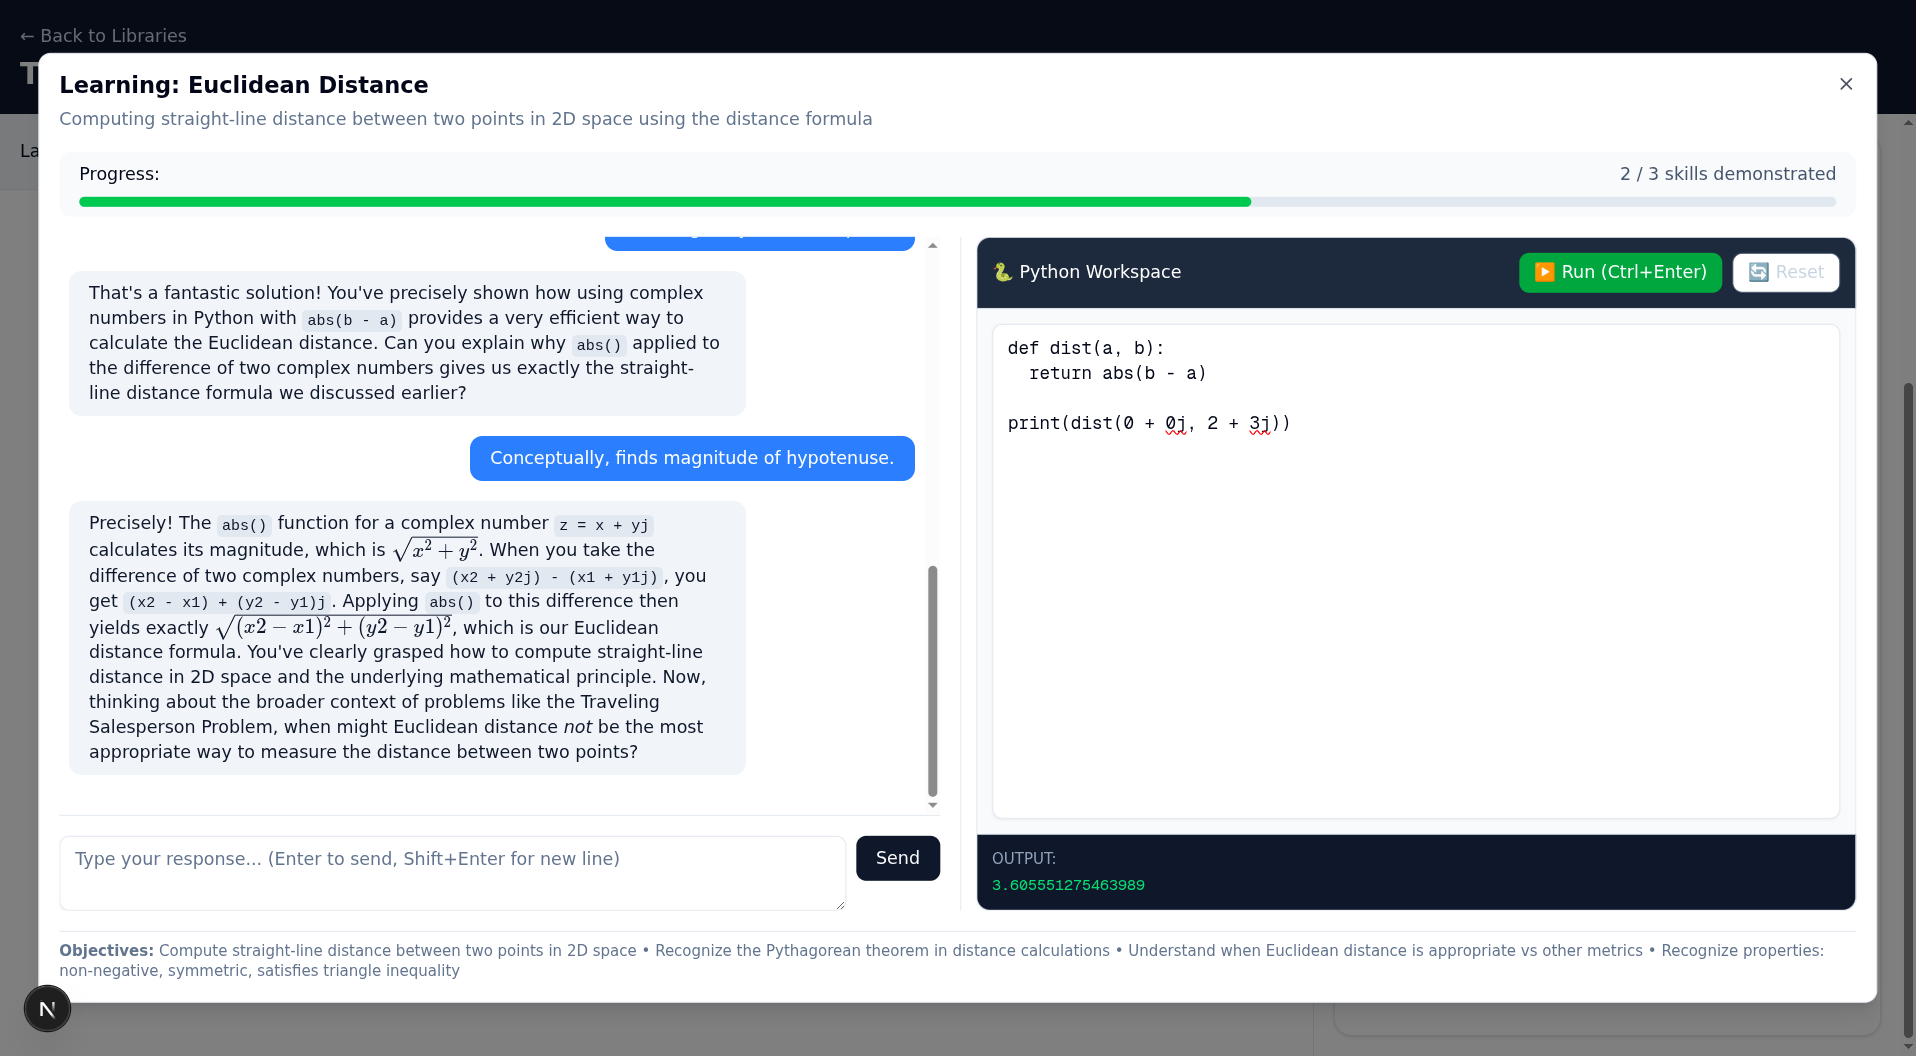 ← Back to Libraries
Learning: Euclidean Distance
Computing straight-line distance between two points in 2D space using the distance formula
Progress:
2 / 3 skills demonstrated
That's a fantastic solution! You've precisely shown how using complex
numbers in Python with abs(b - a) provides a very efficient way to
calculate the Euclidean distance. Can you explain why abs() applied to
the difference of two complex numbers gives us exactly the straight-
line distance formula we discussed earlier?
Conceptually, finds magnitude of hypotenuse.
Precisely! The abs() function for a complex number z = x + yj
calculates its magnitude, which is √(x² + y²). When you take the
difference of two complex numbers, say (x2 + y2j) - (x1 + y1j), you
get (x2 - x1) + (y2 - y1)j. Applying abs() to this difference then
yields exactly √((x2 − x1)² + (y2 − y1)²), which is our Euclidean
distance formula. You've clearly grasped how to compute straight-line
distance in 2D space and the underlying mathematical principle. Now,
thinking about the broader context of problems like the Traveling
Salesperson Problem, when might Euclidean distance not be the most
appropriate way to measure the distance between two points?
Type your response... (Enter to send, Shift+Enter for new line)
Send
🐍 Python Workspace
▶️ Run (Ctrl+Enter)
🔄 Reset
def dist(a, b):
  return abs(b - a)
print(dist(0 + 0j, 2 + 3j))
OUTPUT:
3.605551275463989
Objectives: Compute straight-line distance between two points in 2D space • Recognize the Pythagorean theorem in distance calculations • Understand when Euclidean distance is appropriate vs other metrics • Recognize properties:
non-negative, symmetric, satisfies triangle inequality
N